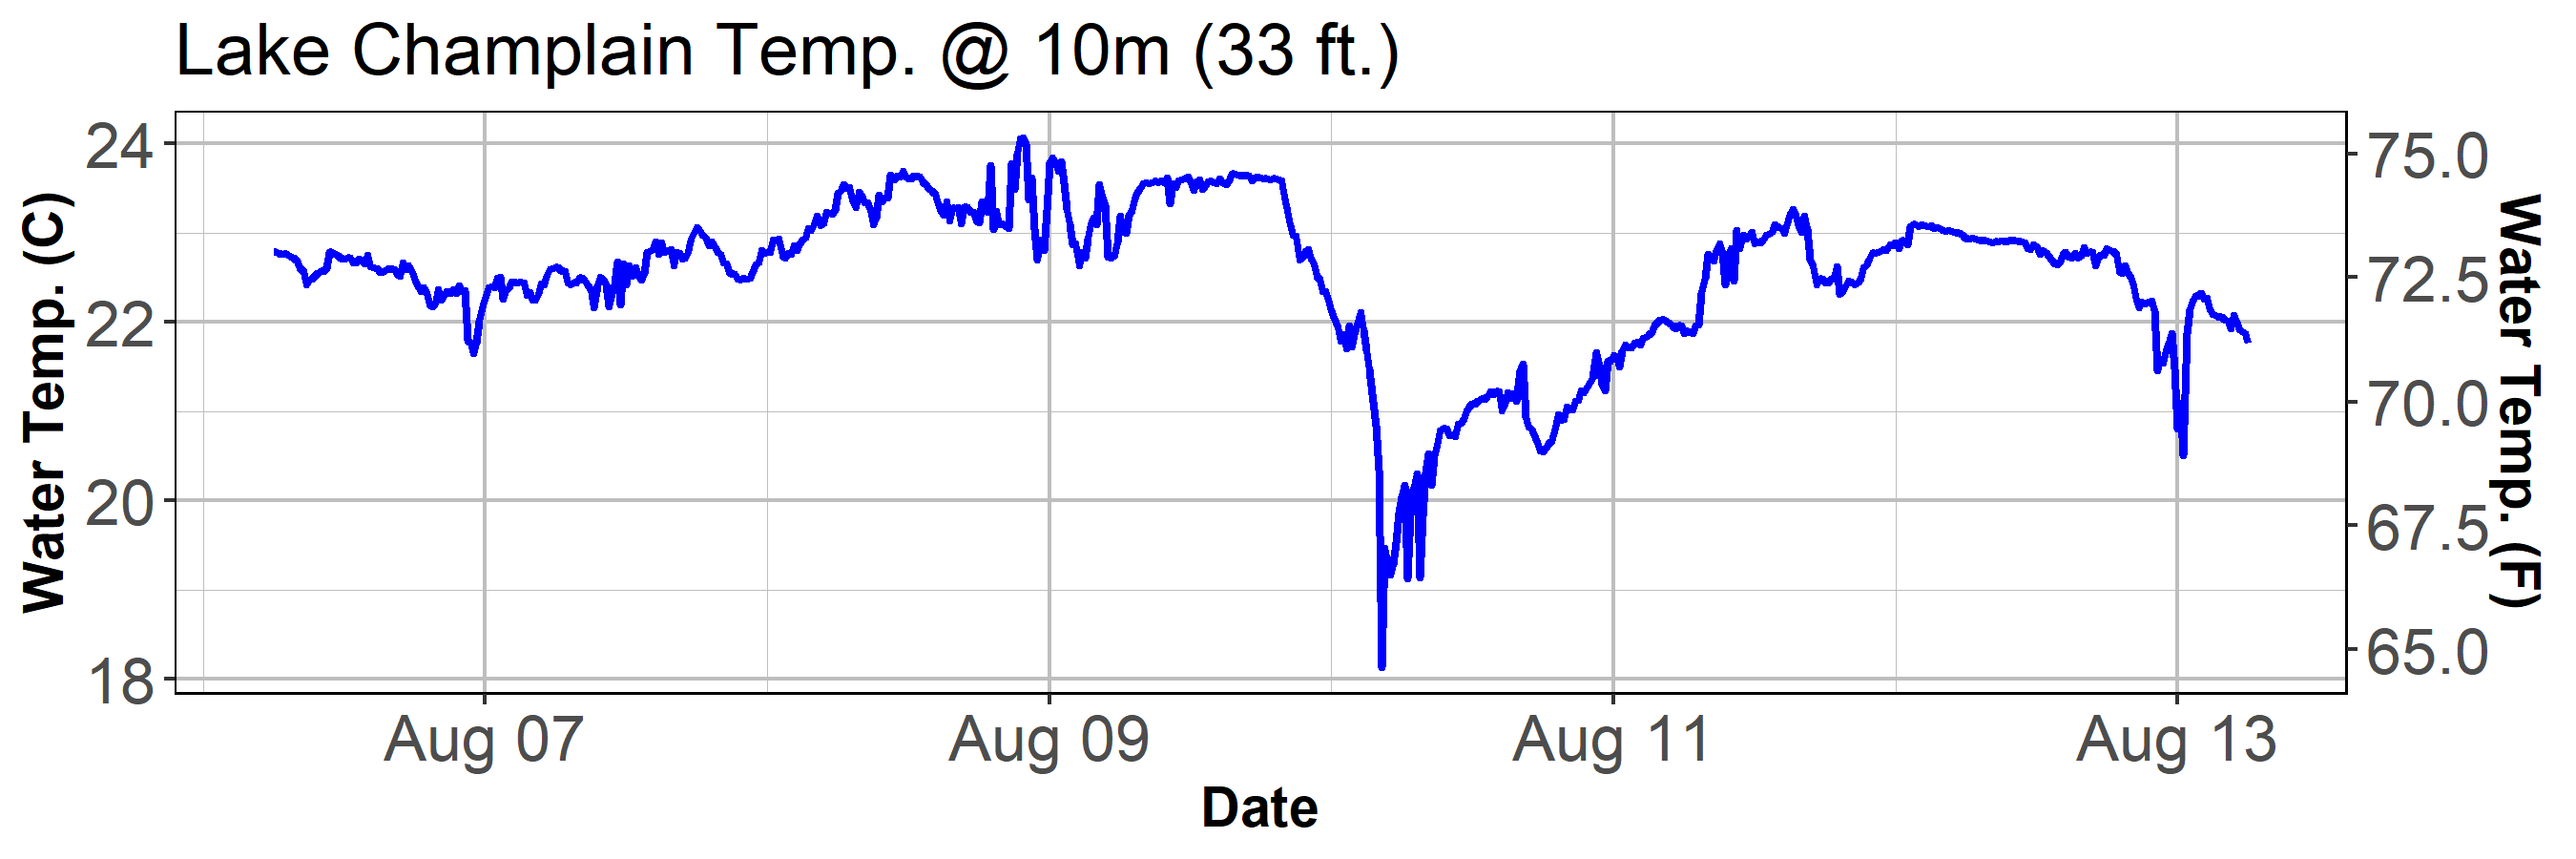 Lake Champlain Temp. @ 10m (33 ft.)
Water Temp. (C)
24
22
20
18
75.0
72.5
70.0
67.5
65.0
Water Temp. (F)
Aug 07 Aug 09 Aug 11 Aug 13
Date